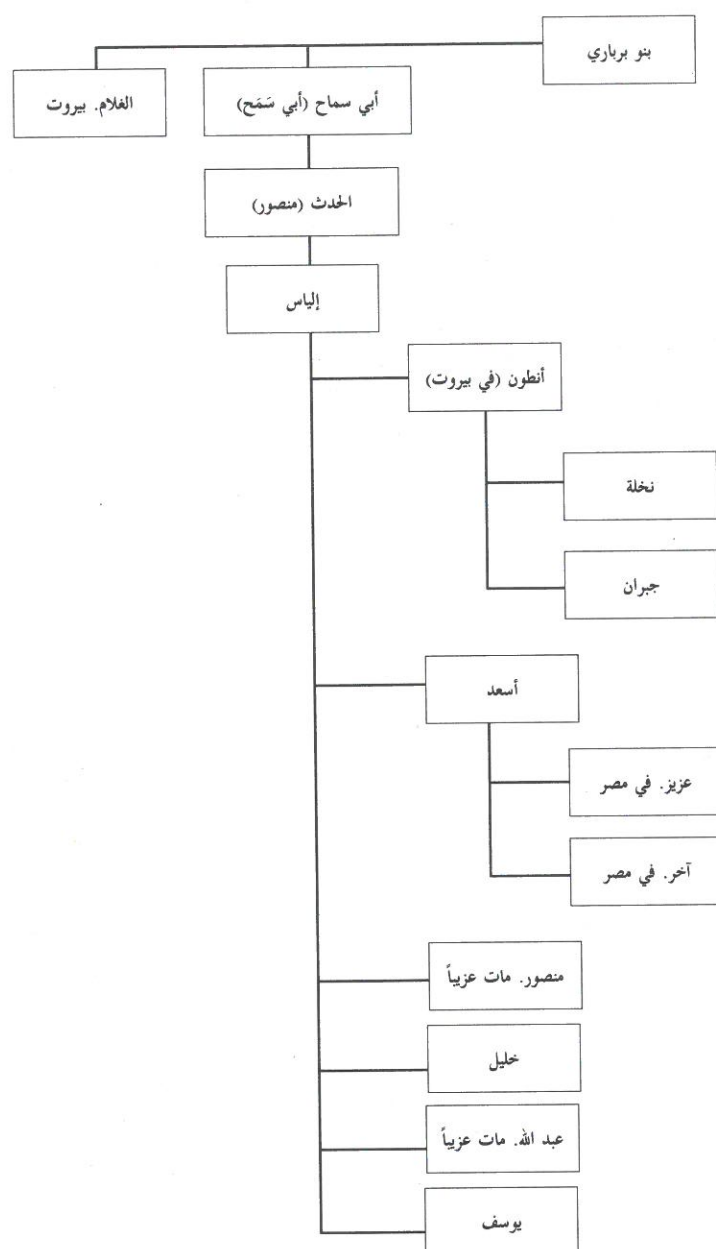 بنو برباري
أبي سماح (أبي سَمَح)
الغلام. بيروت
الحدث (منصور)
إلياس
أنطون (في بيروت)
نخلة
جبران
أسعد
عزيز. في مصر
آخر. في مصر
منصور. مات عزيباً
خليل
عبد الله. مات عزيباً
يوسف